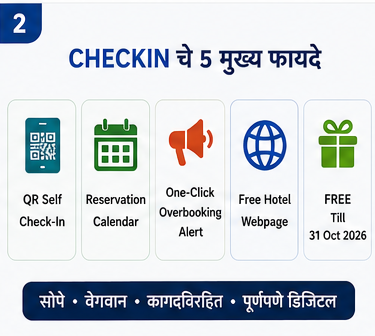 2
CHECKIN चे 5 मुख्य फायदे
QR Self
Check-In
Reservation
Calendar
One-Click
Overbooking
Alert
Free Hotel
Webpage
FREE
Till
31 Oct 2026
सोपे • वेगवान • कागदविरहित • पूर्णपणे डिजिटल